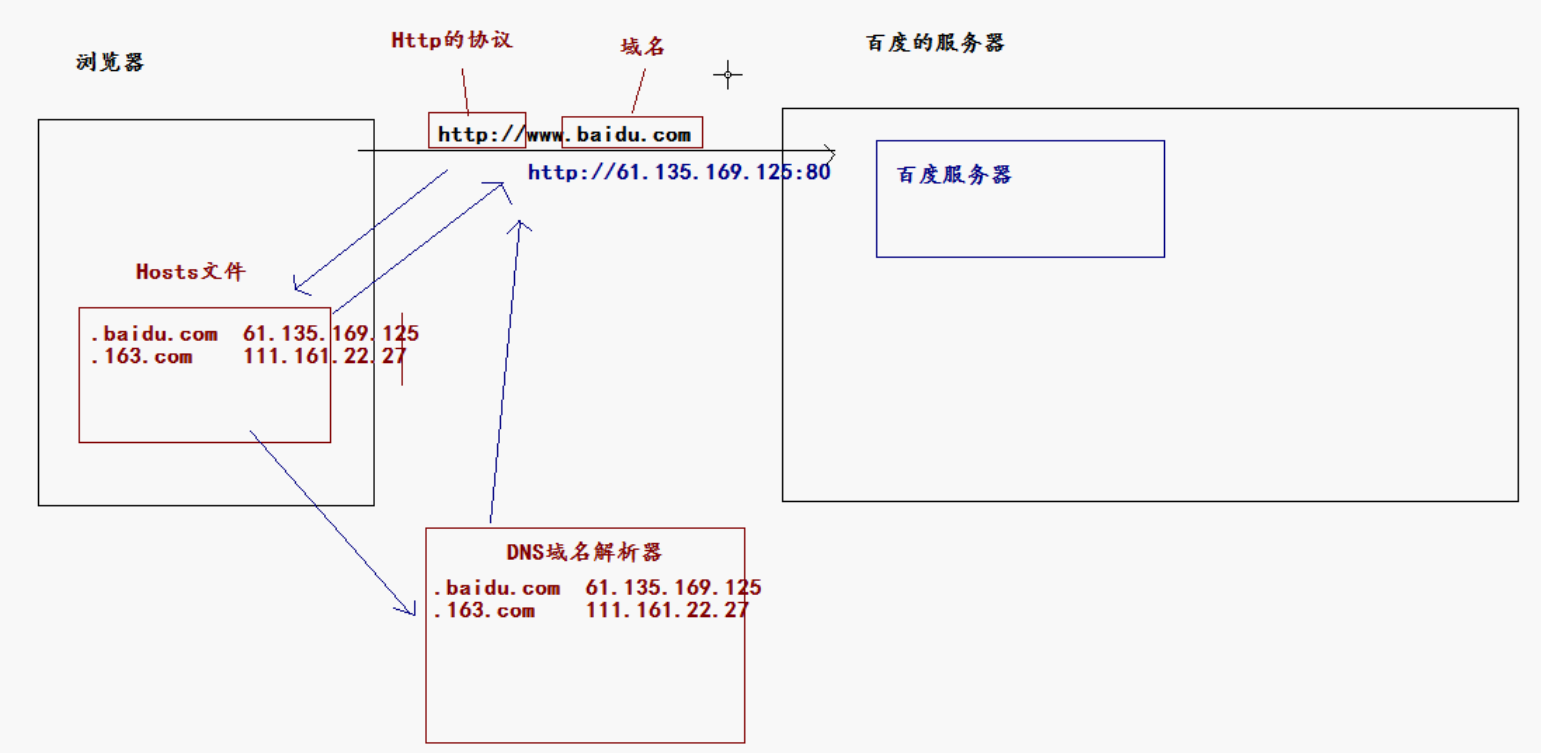 浏览器
Http的协议
域名
百度的服务器
http://www.baidu.com
http://61.135.169.125:80
百度服务器
Hosts文件
.baidu.com 61.135.169.125
.163.com 111.161.22.27
DNS域名解析器
.baidu.com 61.135.169.125
.163.com 111.161.22.27